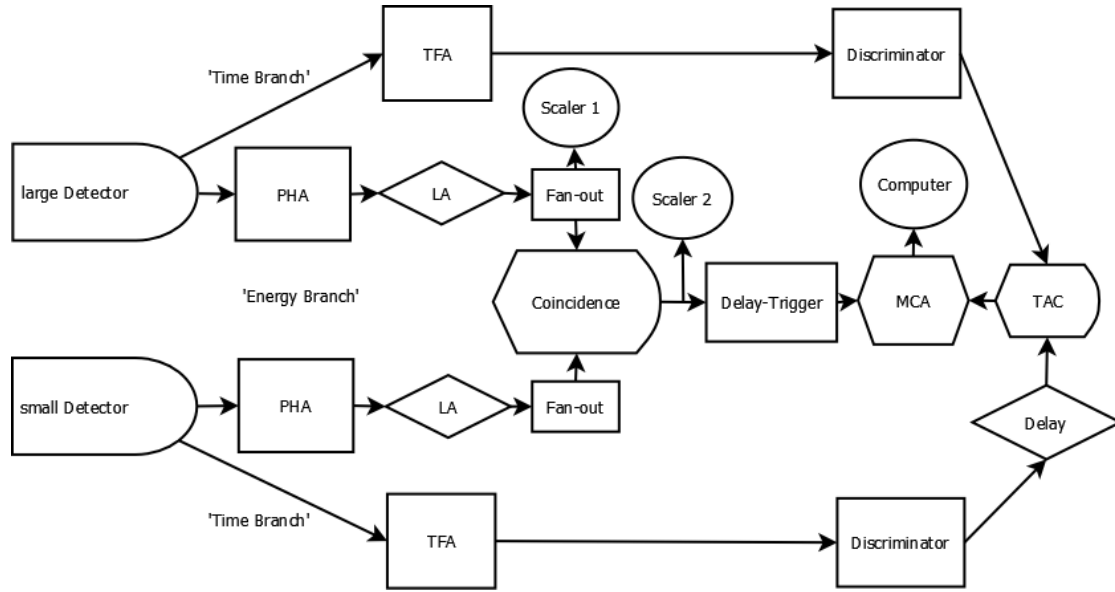 TFA
Discriminator
'Time Branch'
Scaler 1
large Detector
PHA
LA
Fan-out
Scaler 2
Computer
'Energy Branch'
Coincidence
Delay-Trigger
MCA
TAC
small Detector
PHA
LA
Fan-out
Delay
'Time Branch'
TFA
Discriminator